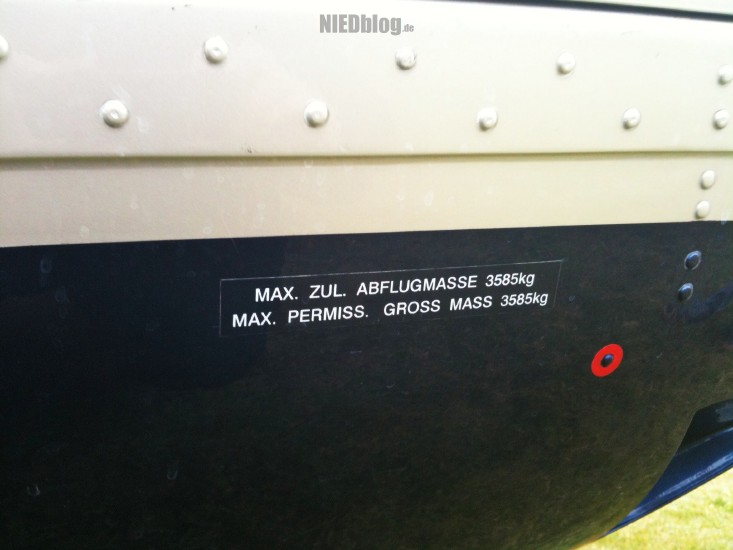 NIEDblog.de
MAX. ZUL. ABFLUGMASSE 3585kg
MAX. PERMISS. GROSS MASS 3585kg